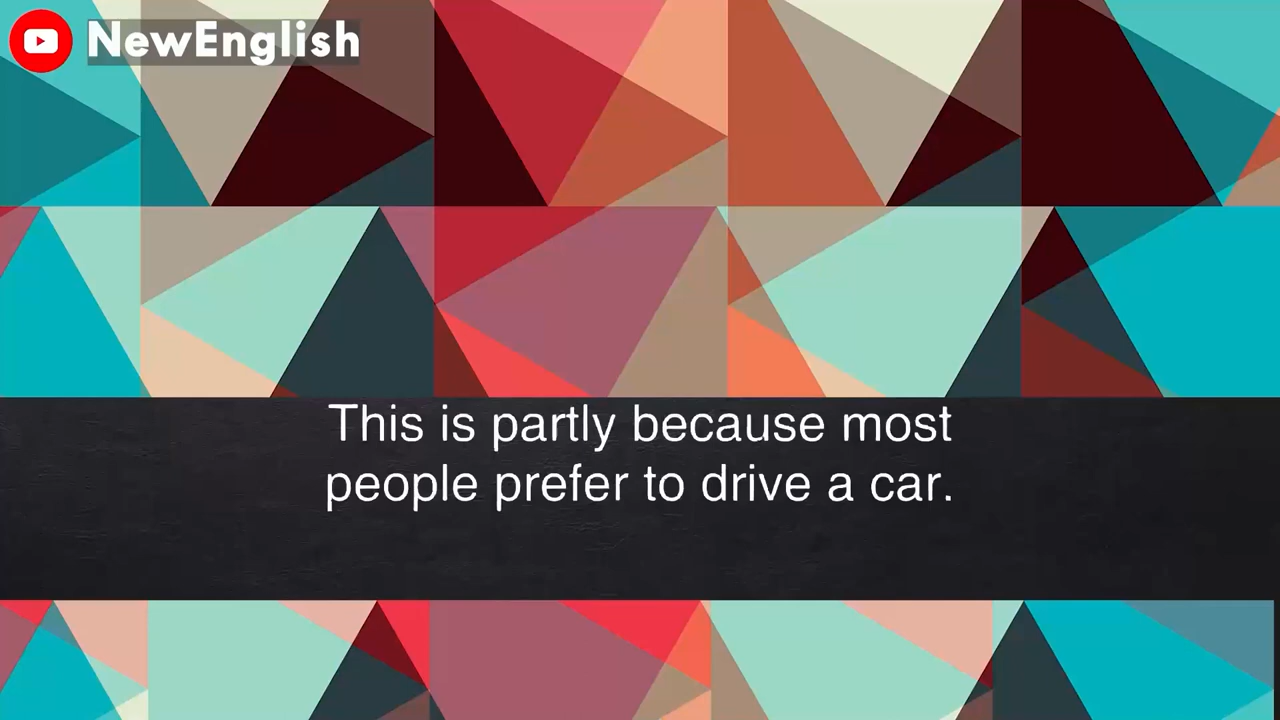 NewEnglish
This is partly because most
people prefer to drive a car.